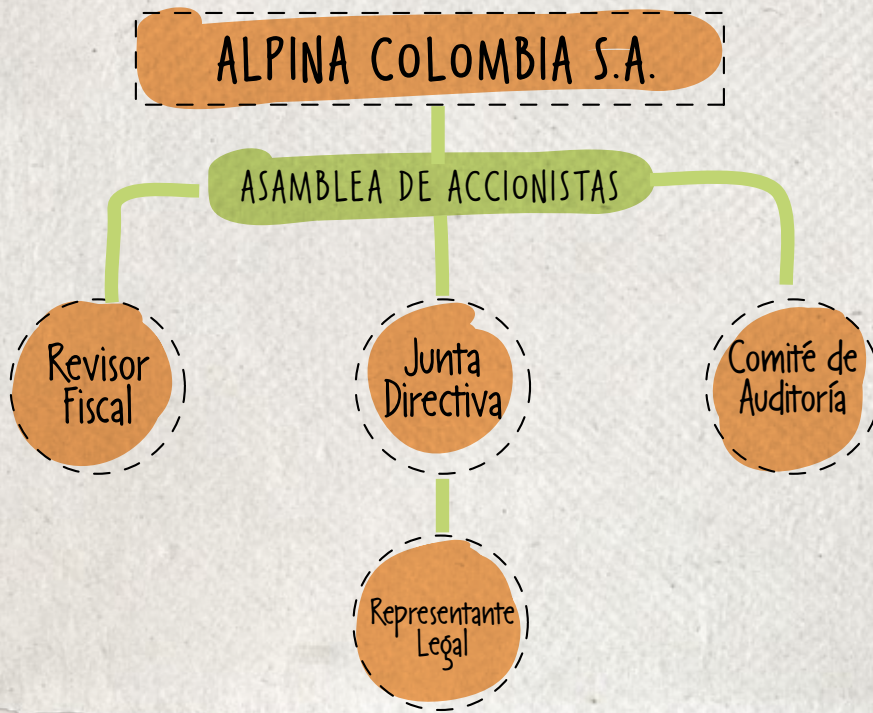 ALPINA COLOMBIA S.A.
ASAMBLEA DE ACCIONISTAS
Revisor
Fiscal
Junta
Directiva
Comité de
Auditoría
Representante
Legal